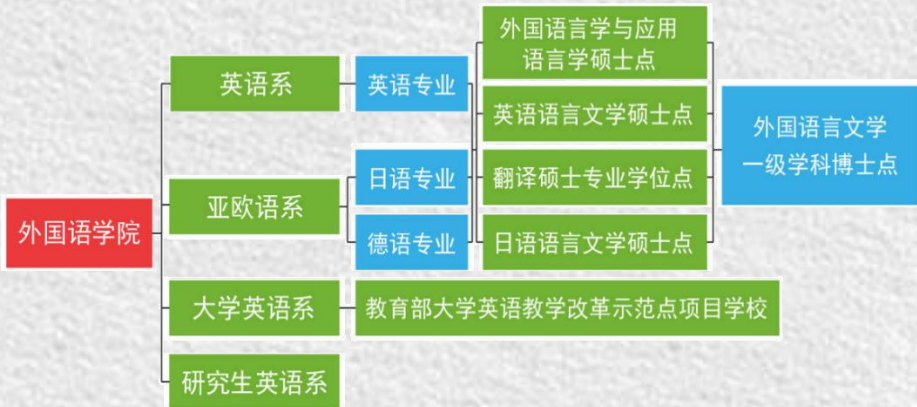 外国语学院
英语系
英语专业
亚欧语系
日语专业
德语专业
外国语言学与应用
语言学硕士点
英语语言文学硕士点
翻译硕士专业学位点
日语语言文学硕士点
外国语言文学
一级学科博士点
大学英语系
教育部大学英语教学改革示范点项目学校
研究生英语系